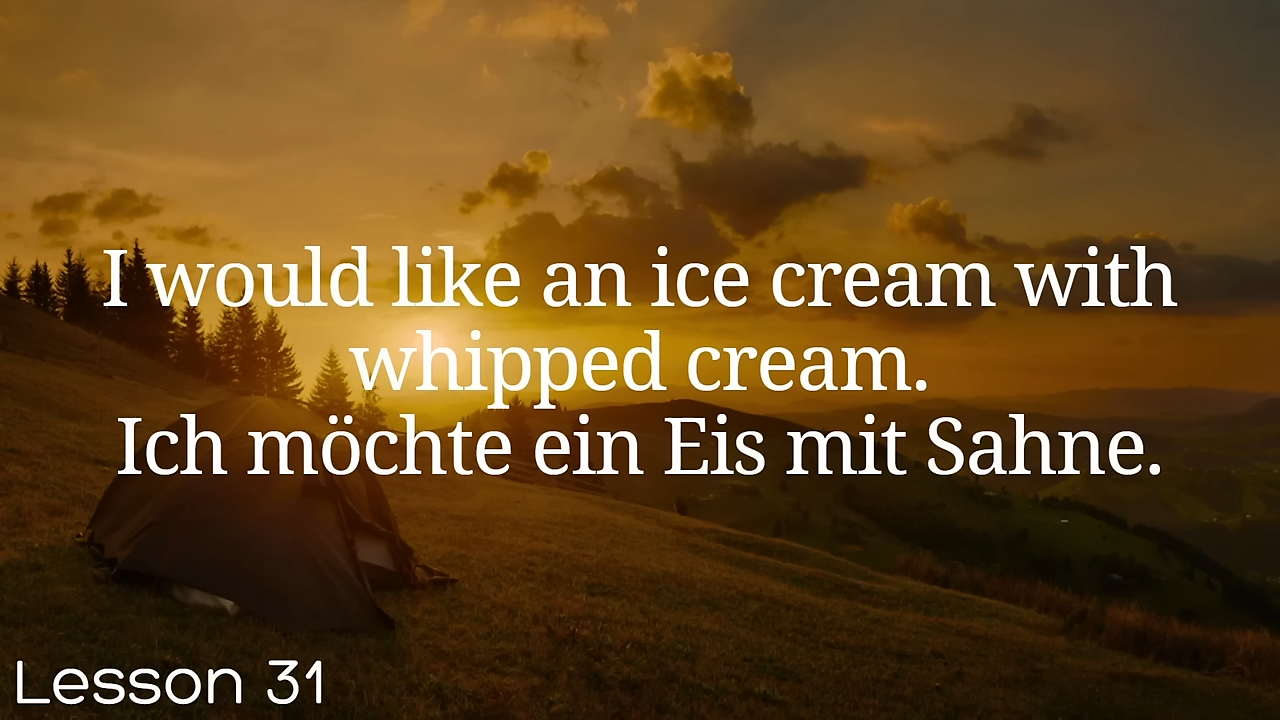 I would like an ice cream with
whipped cream.
Ich möchte ein Eis mit Sahne.
Lesson 31